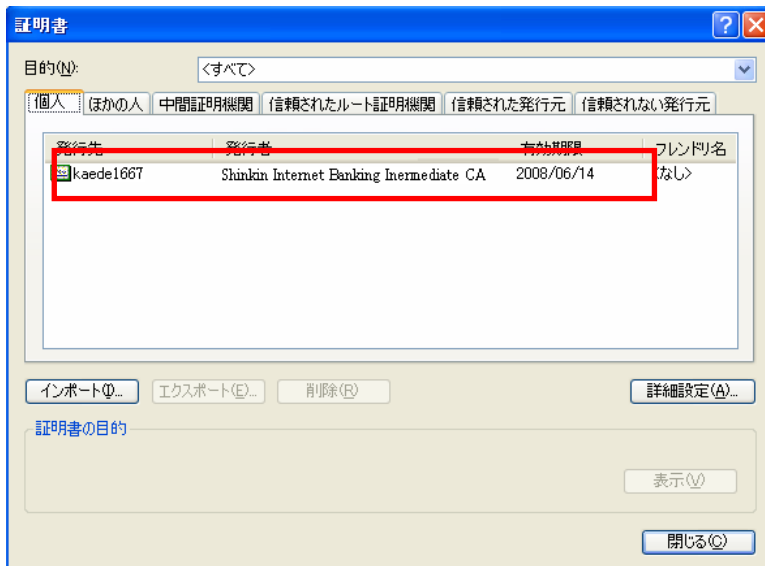 証明書
目的(N): <すべて>
個人 ほかの人 中間証明機関 信頼されたルート証明機関 信頼された発行元 信頼されない発行元
発行先 発行者 有効期限 フレンドリ名
kaede1667 Shinkin Internet Banking Inermediate CA 2008/06/14 <なし>
インポート(I)... エクスポート(E)... 削除(R) 詳細設定(A)...
証明書の目的
表示(V)
閉じる(C)